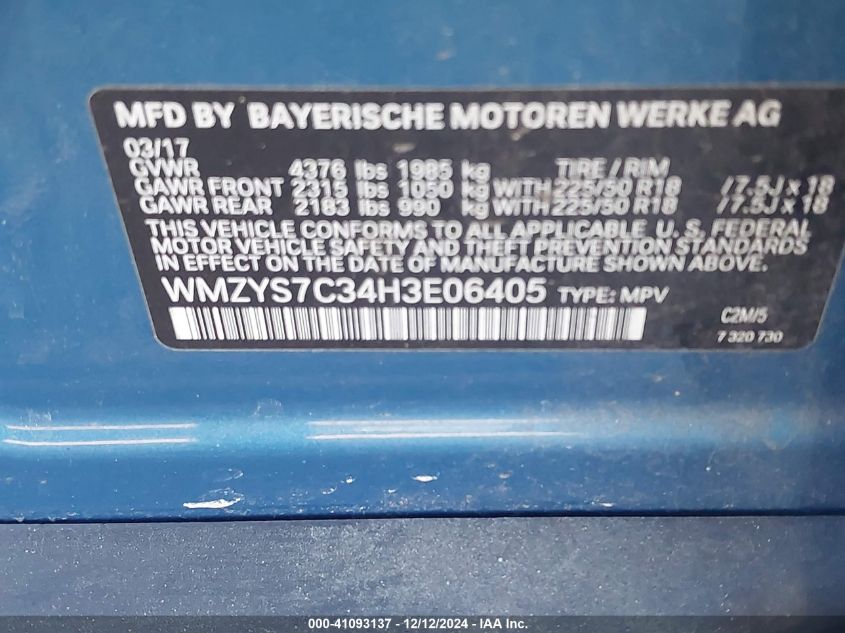 MFD BY BAYERISCHE MOTOREN WERKE AG
03/17
GVWR 4376 lbs 1985 kg TIRE / RIM
GAWR FRONT 2315 lbs 1050 kg WITH 225/50 R18 /7.5J x 18
GAWR REAR 2183 lbs 990 kg WITH 225/50 R18 /7.5J x 18
THIS VEHICLE CONFORMS TO ALL APPLICABLE U.S. FEDERAL
MOTOR VEHICLE SAFETY AND THEFT PREVENTION STANDARDS
IN EFFECT ON THE DATE OF MANUFACTURE SHOWN ABOVE.
WMZYS7C34H3E06405 TYPE: MPV
C2M/5
7 320 730
000-41093137 - 12/12/2024 - IAA Inc.